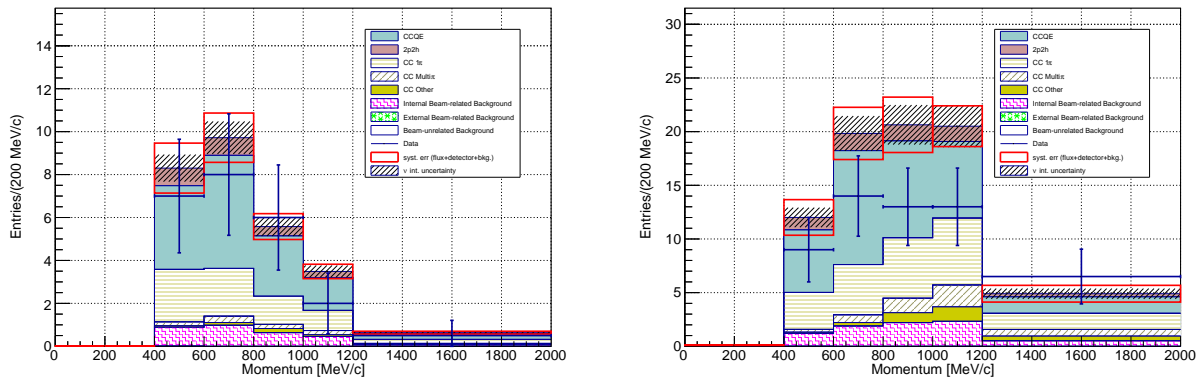 Entries/(200 MeV/c)
14
12
10
8
6
4
2
0
0 200 400 600 800 1000 1200 1400 1600 1800 2000
Momentum [MeV/c]
CCQE
2p2h
CC 1π
CC Multiπ
CC Other
Internal Beam-related Background
External Beam-related Background
Beam-unrelated Background
Data
syst. err (flux+detector+bkg.)
ν int. uncertainty
Entries/(200 MeV/c)
30
25
20
15
10
5
0
0 200 400 600 800 1000 1200 1400 1600 1800 2000
Momentum [MeV/c]
CCQE
2p2h
CC 1π
CC Multiπ
CC Other
Internal Beam-related Background
External Beam-related Background
Beam-unrelated Background
Data
syst. err (flux+detector+bkg.)
ν int. uncertainty